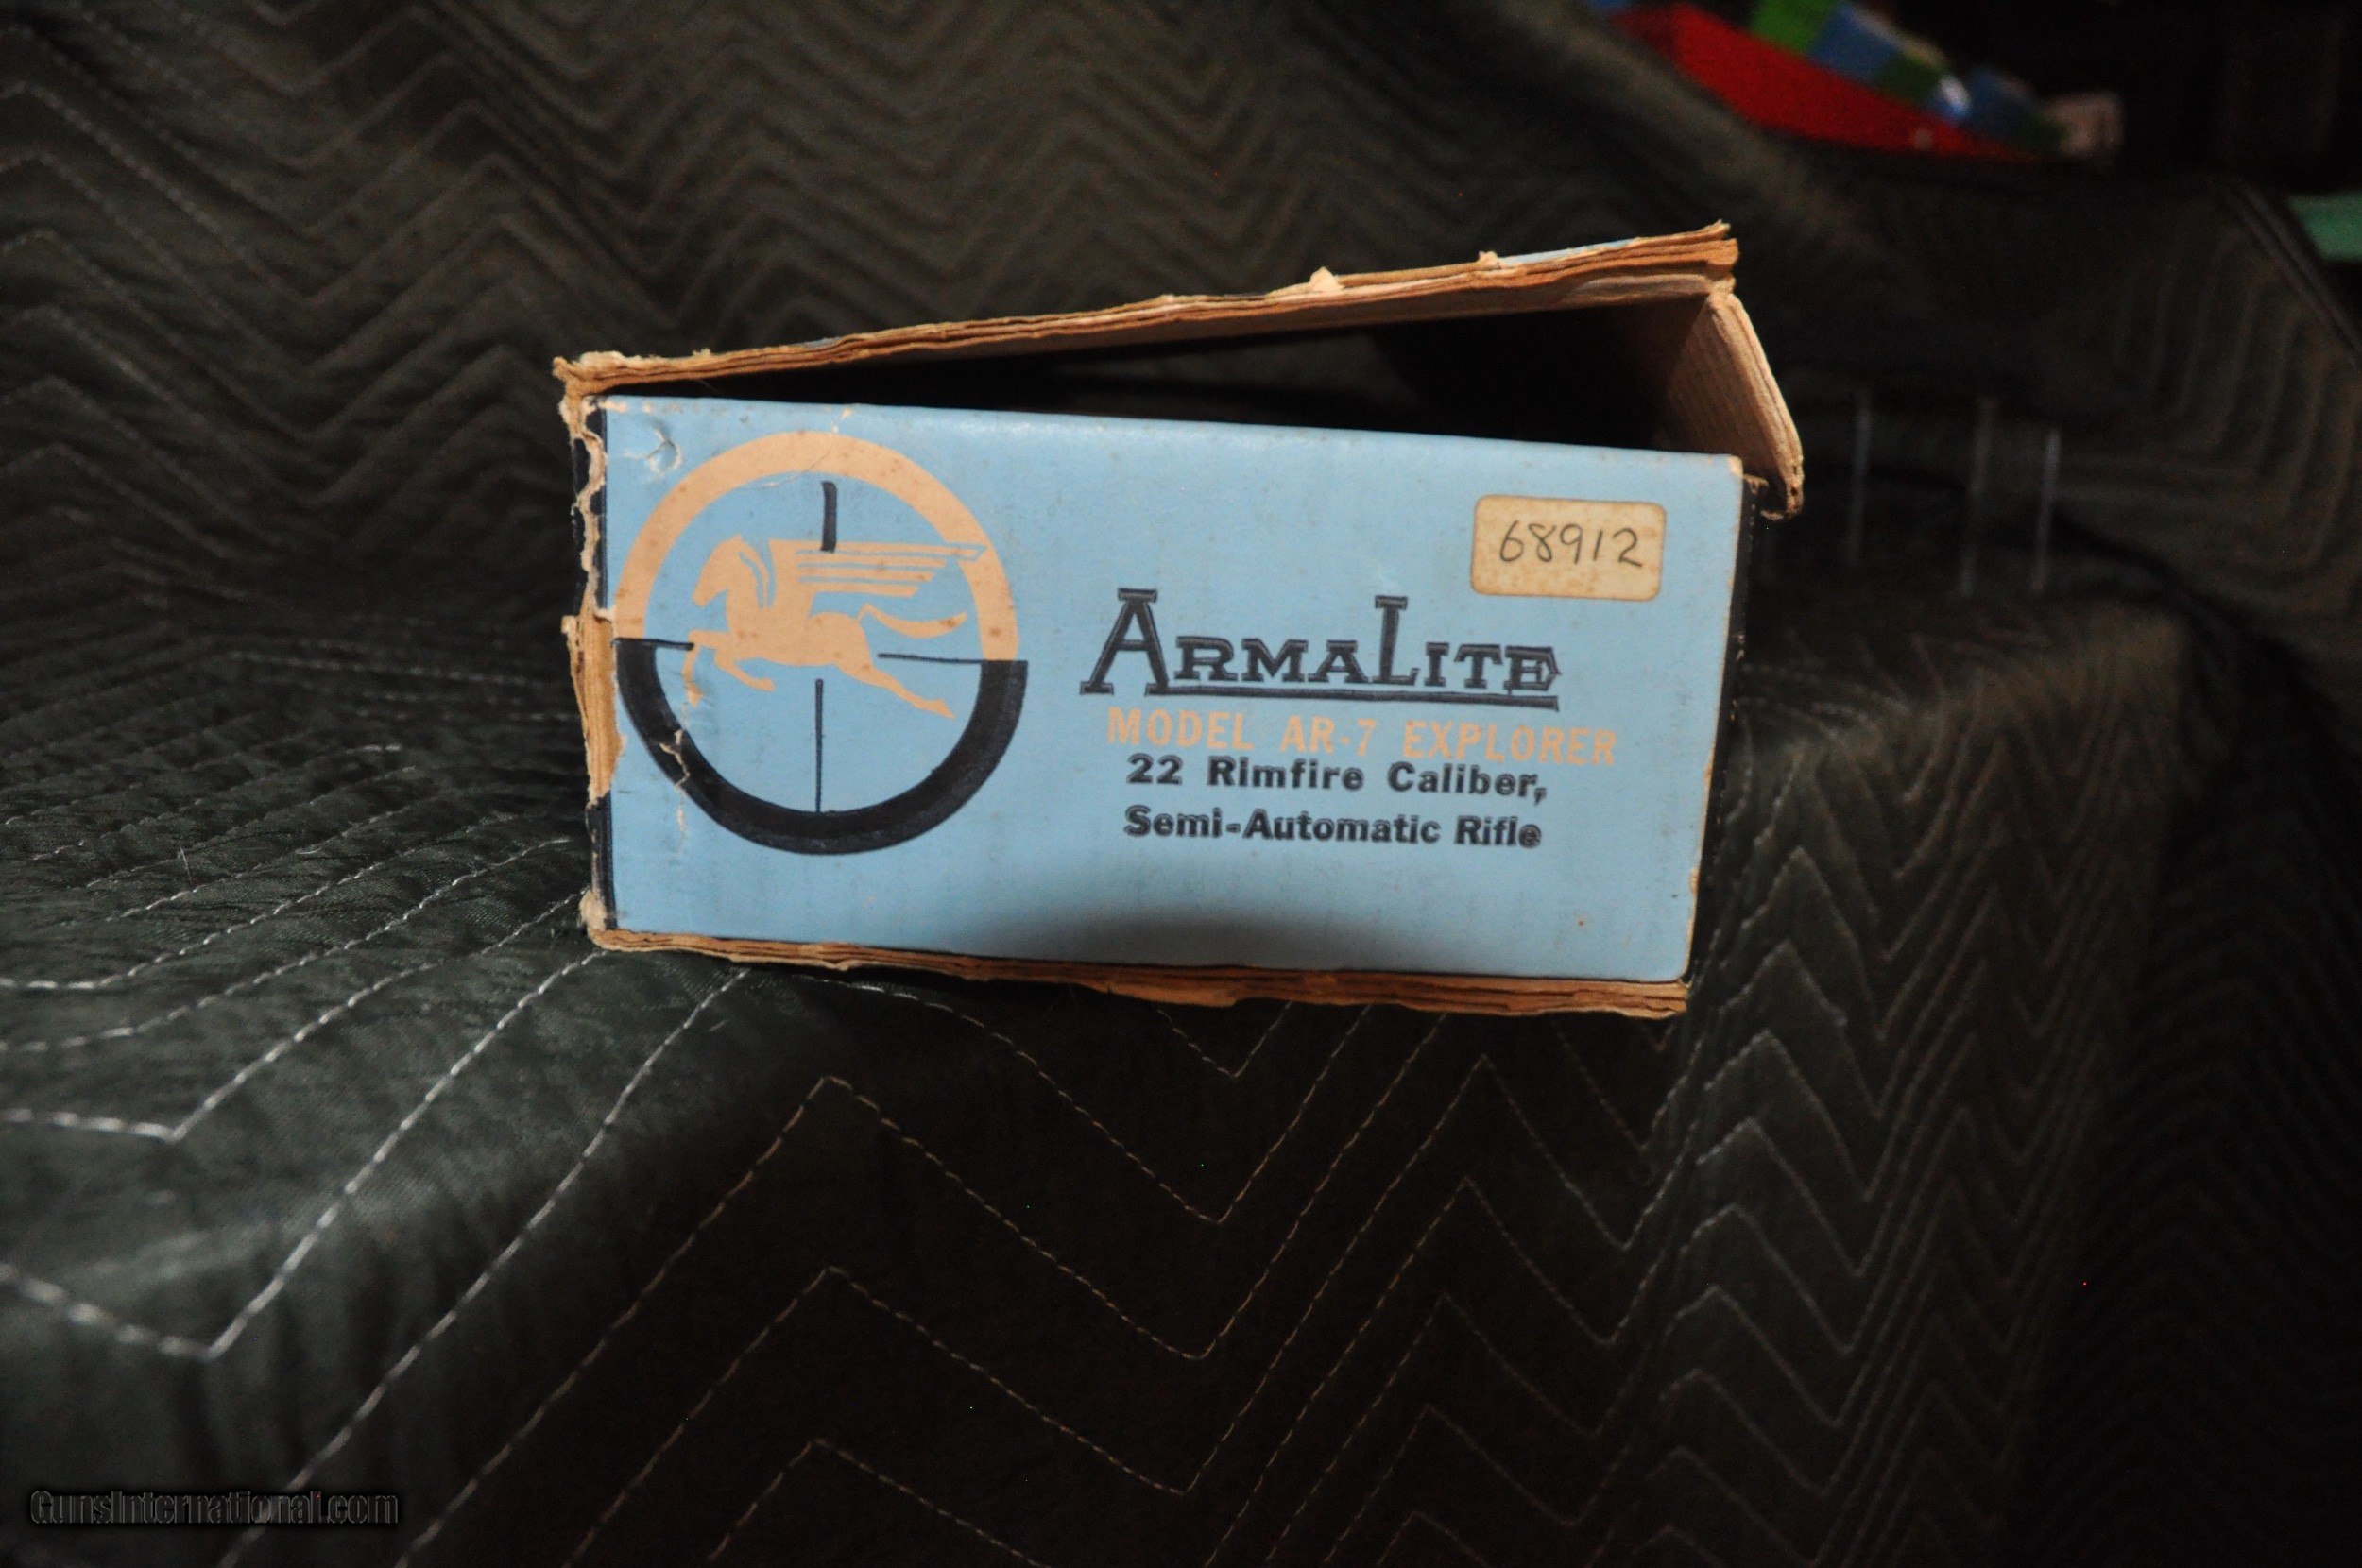 68912
ARMALITE
MODEL AR-7 EXPLORER
22 Rimfire Caliber,
Semi-Automatic Rifle
GunsInternational.com